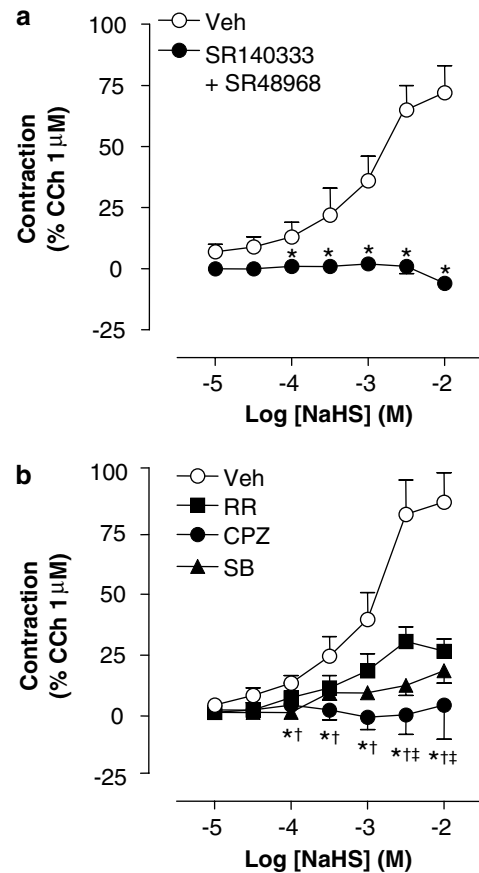 a
Veh
SR140333
+ SR48968
Contraction
(% CCh 1 µM)
100
75
50
25
0
-25
* * * * *
-5 -4 -3 -2
Log [NaHS] (M)
b
Veh
RR
CPZ
SB
Contraction
(% CCh 1 µM)
100
75
50
25
0
-25
*† *† *† *†‡ *†‡
-5 -4 -3 -2
Log [NaHS] (M)